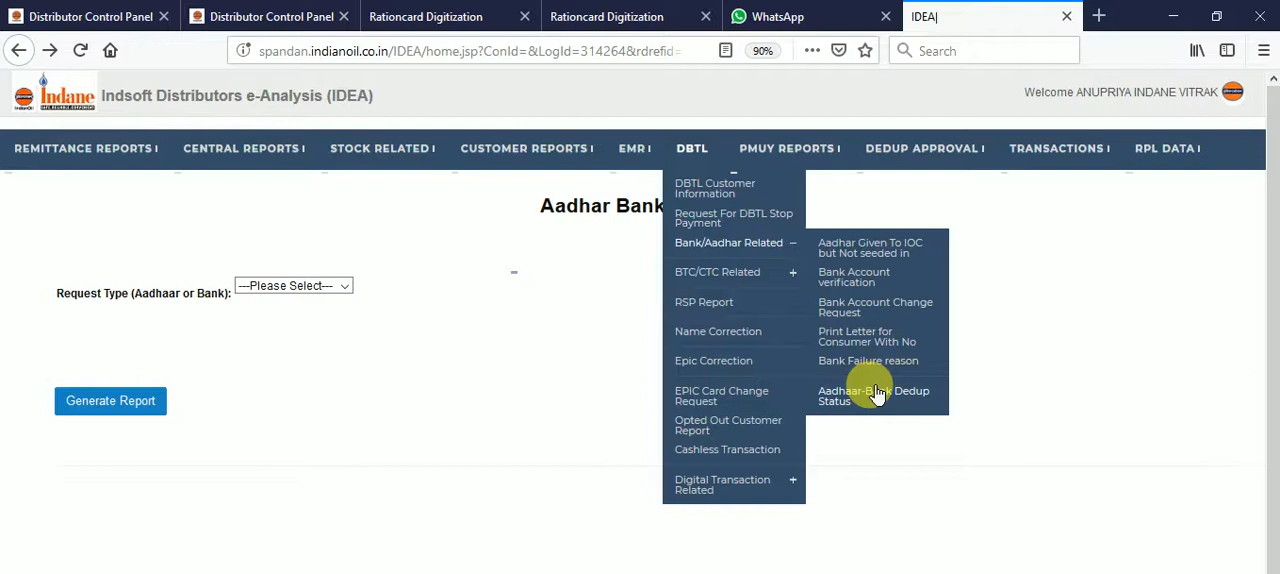 Distributor Control Panel
Distributor Control Panel
Rationcard Digitization
Rationcard Digitization
WhatsApp
IDEA|
spandan.indianoil.co.in/IDEA/home.jsp?ConId=&LogId=314264&rdrefid=
90%
Search
Indane
Indsoft Distributors e-Analysis (IDEA)
Welcome ANUPRIYA INDANE VITRAK
REMITTANCE REPORTS
CENTRAL REPORTS
STOCK RELATED
CUSTOMER REPORTS
EMR
DBTL
PMUY REPORTS
DEDUP APPROVAL
TRANSACTIONS
RPL DATA
Aadhar Bank
Request Type (Aadhaar or Bank):
---Please Select---
Generate Report
DBTL Customer
Information
Request For DBTL Stop
Payment
Bank/Aadhar Related –
BTC/CTC Related +
RSP Report
Name Correction
Epic Correction
EPIC Card Change
Request
Opted Out Customer
Report
Cashless Transaction
Digital Transaction +
Related
Aadhar Given To IOC
but Not seeded in
Bank Account
verification
Bank Account Change
Request
Print Letter for
Consumer With No
Bank Failure reason
Aadhaar-Bank Dedup
Status